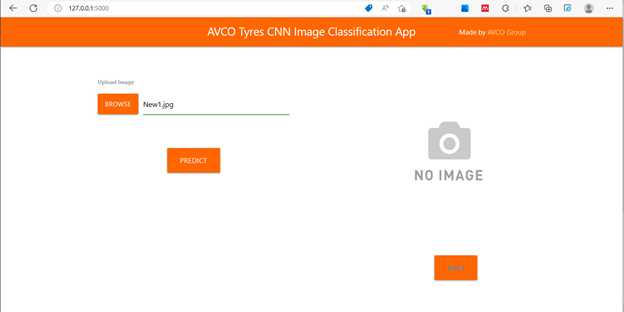 127.0.0.1:5000
AVCO Tyres CNN Image Classification App
Made by AVCO Group
Upload Image
BROWSE
New1.jpg
PREDICT
NO IMAGE
BACK